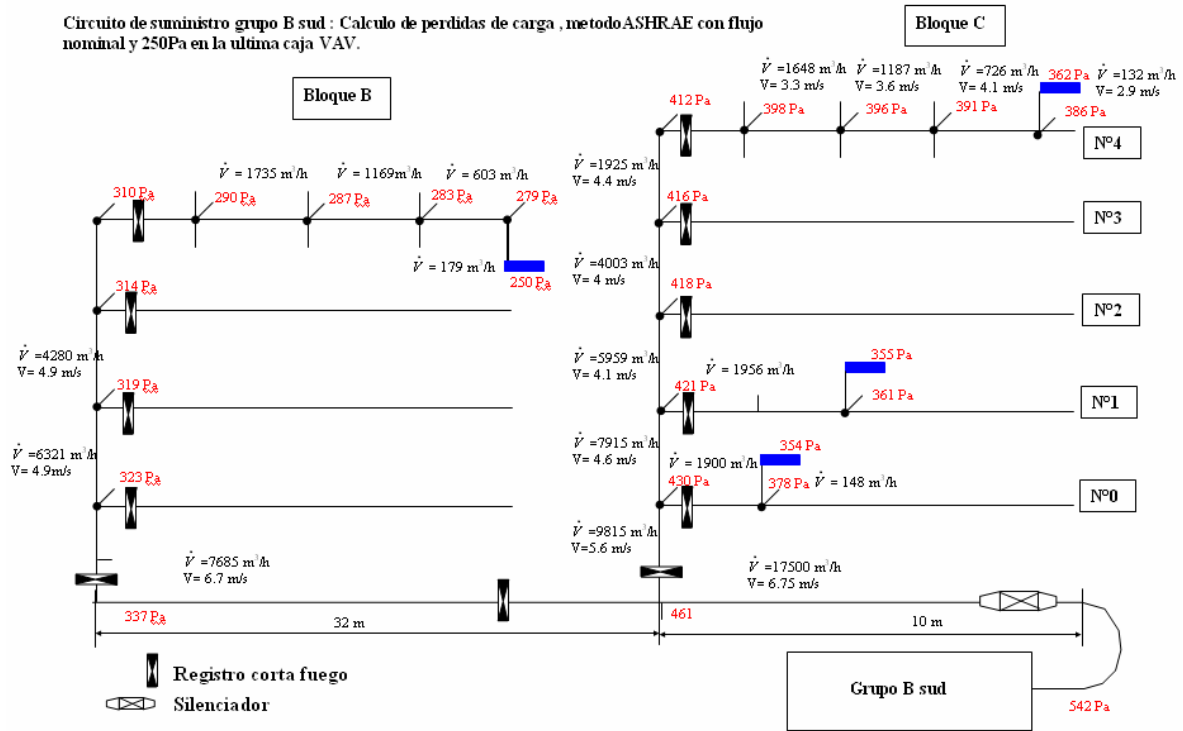 Circuito de suministro grupo B sud : Calculo de perdidas de carga , metodoASHRAE con flujo
nominal y 250Pa en la ultima caja VAV.
Bloque C
Bloque B
V̇ =1648 m³/h
V= 3.3 m/s
V̇ =1187 m³/h
V= 3.6 m/s
V̇ =726 m³/h
V= 4.1 m/s
362 Pa
V̇ =132 m³/h
V= 2.9 m/s
412 Pa
398 Pa
396 Pa
391 Pa
386 Pa
N°4
V̇ =1925 m³/h
V= 4.4 m/s
V̇ =1735 m³/h
V̇ =1169m³/h
V̇ =603 m³/h
310 Pa
290 Pa
287 Pa
283 Pa
279 Pa
416 Pa
N°3
V̇ =179 m³/h
250 Pa
V̇ =4003 m³/h
V= 4 m/s
314 Pa
418 Pa
N°2
V̇ =4280 m³/h
V= 4.9 m/s
V̇ =5959 m³/h
V= 4.1 m/s
355 Pa
V̇ =1956 m³/h
319 Pa
421 Pa
361 Pa
N°1
V̇ =6321 m³/h
V= 4.9m/s
V̇ =7915 m³/h
V= 4.6 m/s
354 Pa
V̇ =1900 m³/h
323 Pa
430 Pa
378 Pa
V̇ =148 m³/h
N°0
V̇ =9815 m³/h
V=5.6 m/s
V̇ =7685 m³/h
V= 6.7 m/s
V̇ =17500 m³/h
V= 6.75 m/s
337 Pa
461
32 m
10 m
Registro corta fuego
Silenciador
Grupo B sud
542 Pa